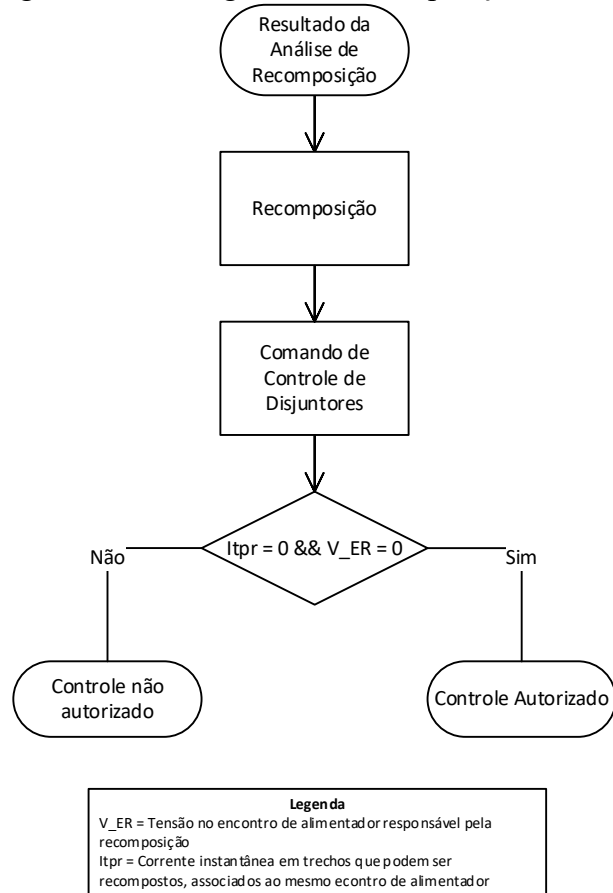 Resultado da
Análise de
Recomposição
Recomposição
Comando de
Controle de
Disjuntores
Itpr = 0 && V_ER = 0
Não
Sim
Controle não
autorizado
Controle Autorizado
Legenda
V_ER = Tensão no encontro de alimentador responsável pela
recomposição
Itpr = Corrente instantânea em trechos que podem ser
recompostos, associados ao mesmo econtro de alimentador